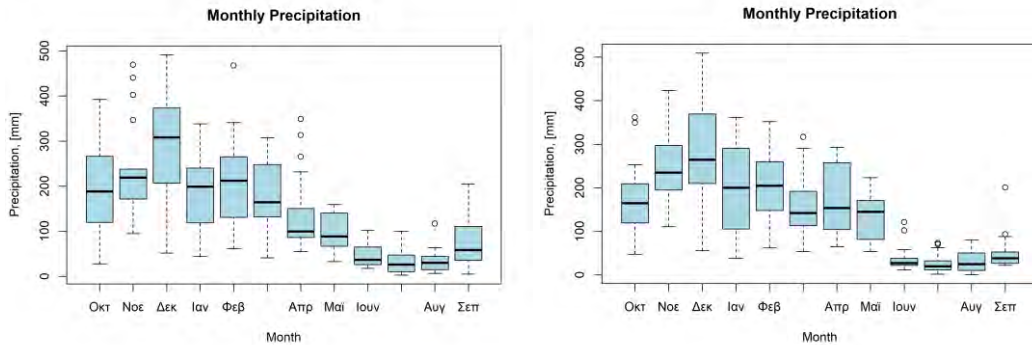 Monthly Precipitation
Precipitation, [mm]
500
400
300
200
100
0
Οκτ Νοε Δεκ Ιαν Φεβ Απρ Μαϊ Ιουν Αυγ Σεπ
Month
Monthly Precipitation
Precipitation, [mm]
500
400
300
200
100
0
Οκτ Νοε Δεκ Ιαν Φεβ Απρ Μαϊ Ιουν Αυγ Σεπ
Month